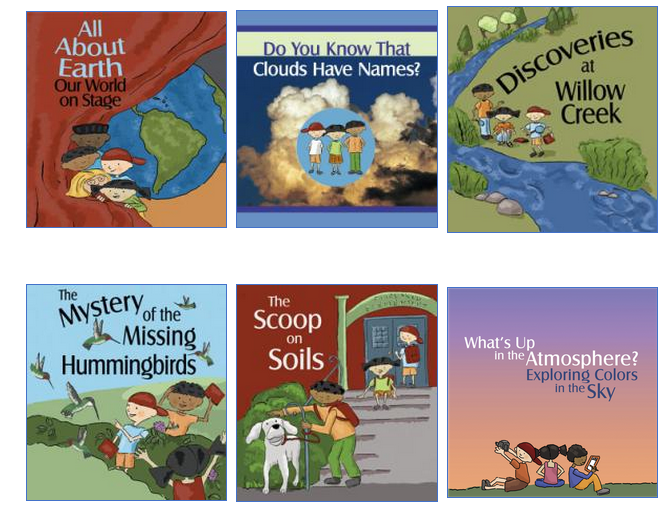 All
About
Earth
Our World
on Stage
Do You Know That
Clouds Have Names?
Discoveries
at
Willow
Creek
The
Mystery of the
Missing
Hummingbirds
The
Scoop
on
Soils
What's Up
in the Atmosphere?
Exploring Colors
in the Sky